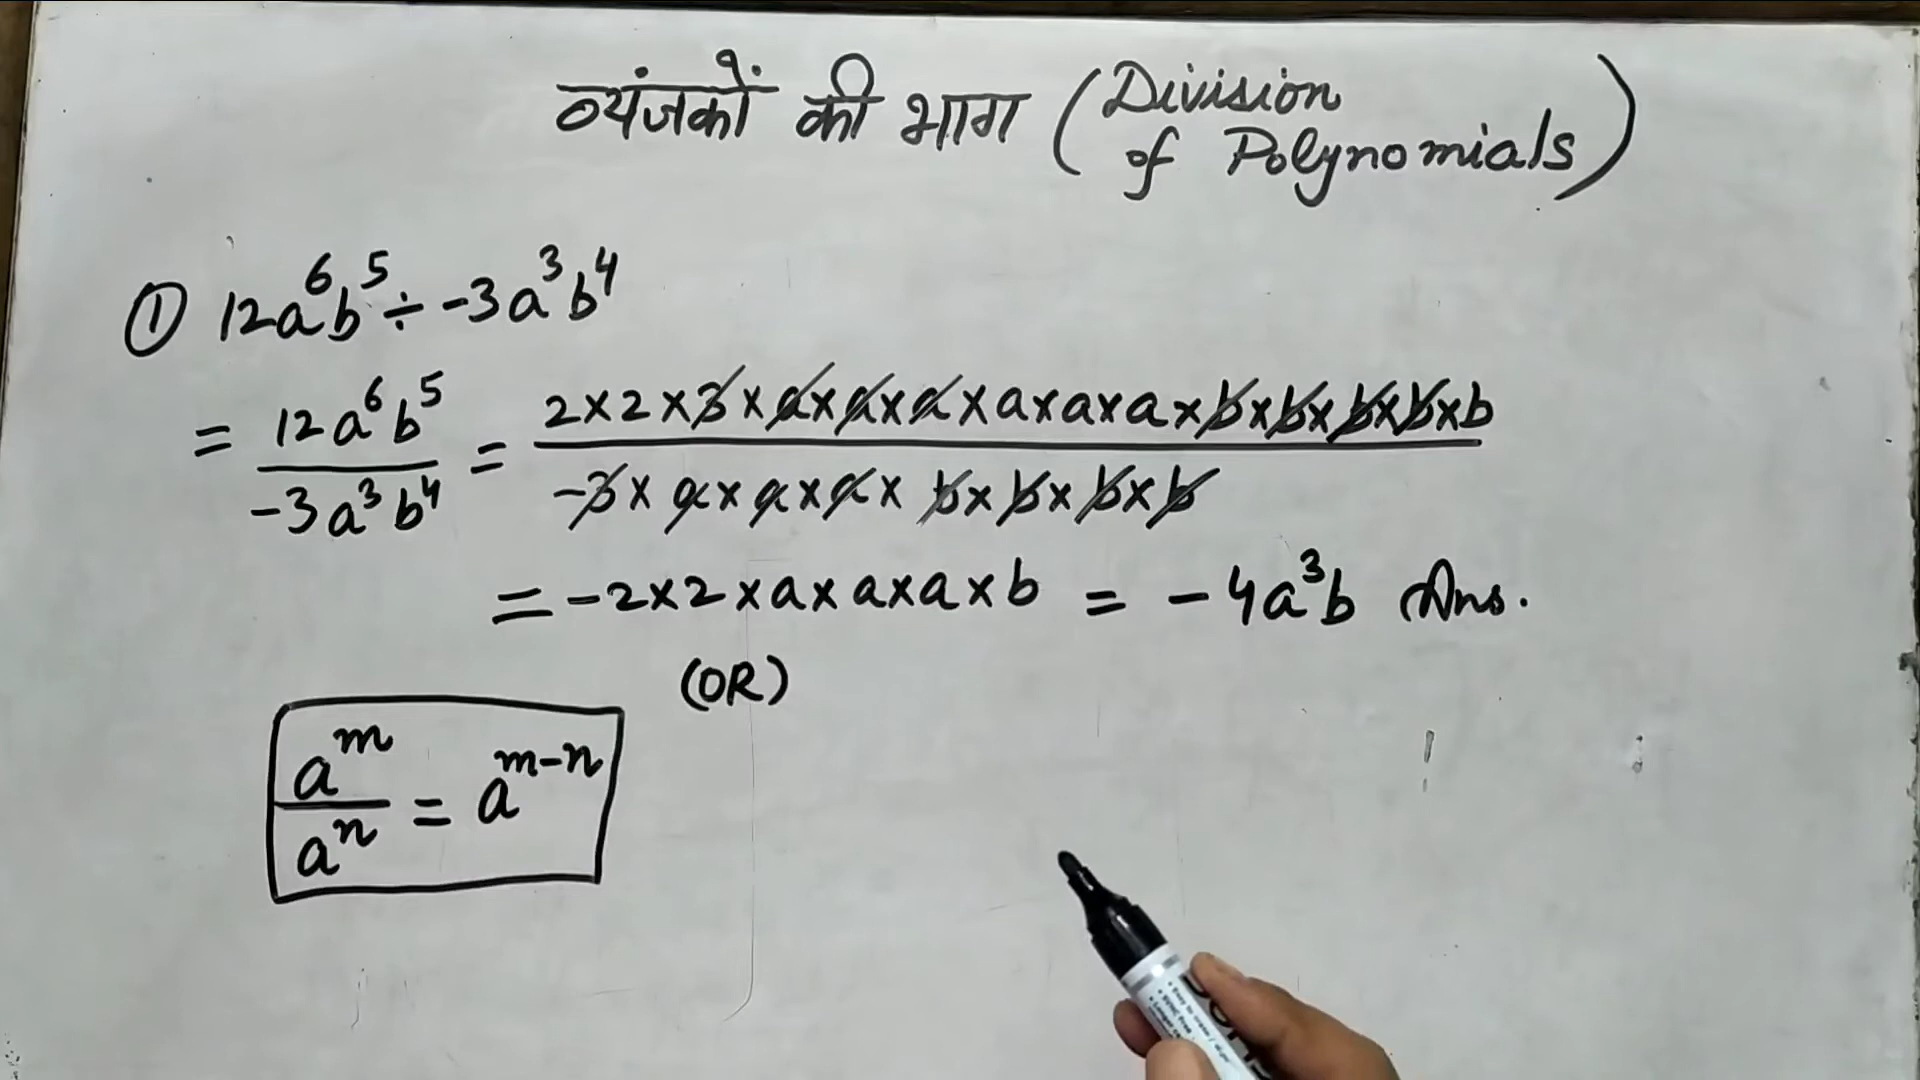 व्यंजकों की भाग (Division of Polynomials)
① 12a⁶b⁵ ÷ -3a³b⁴
= 12a⁶b⁵ / -3a³b⁴ = 2×2×3×a×a×a×a×a×a×b×b×b×b×b / -3×a×a×a×b×b×b×b
= -2×2×a×a×a×b = -4a³b Ans.
(OR)
aᵐ / aⁿ = aᵐ⁻ⁿ